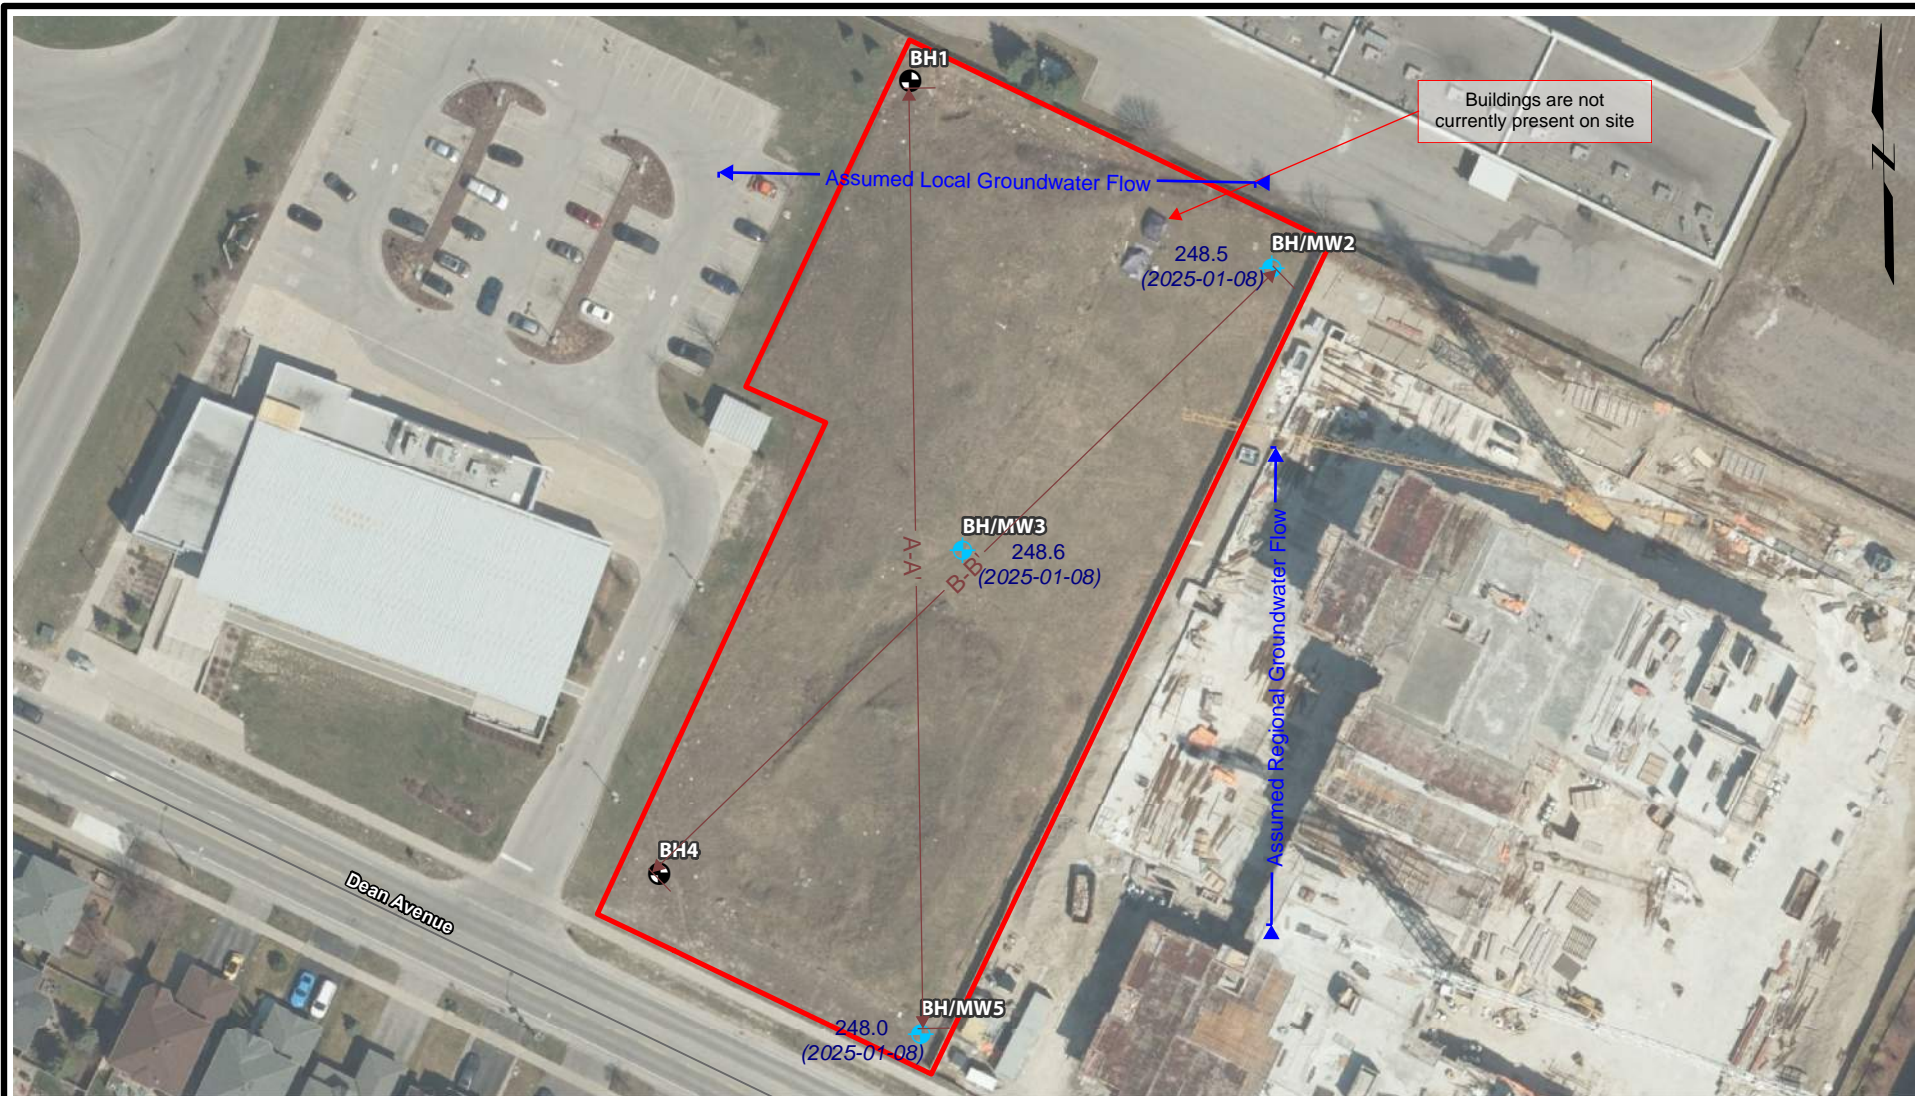 BH1
Buildings are not
currently present on site
N
Assumed Local Groundwater Flow
BH/MW2
248.5
(2025-01-08)
BH/MW3
248.6
(2025-01-08)
A-A'
B-B'
Assumed Regional Groundwater Flow
BH4
Dean Avenue
BH/MW5
248.0
(2025-01-08)